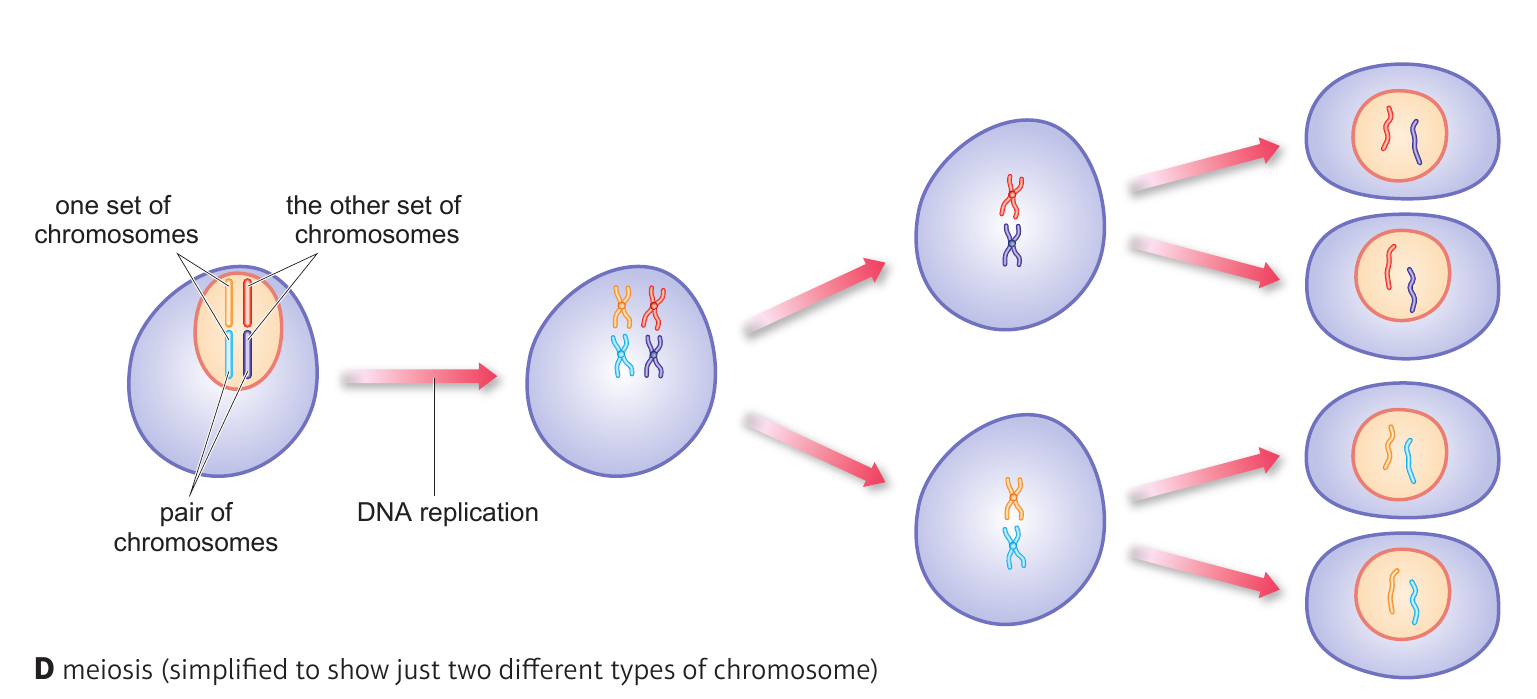 one set of
chromosomes
the other set of
chromosomes
pair of
chromosomes
DNA replication
D meiosis (simplified to show just two different types of chromosome)